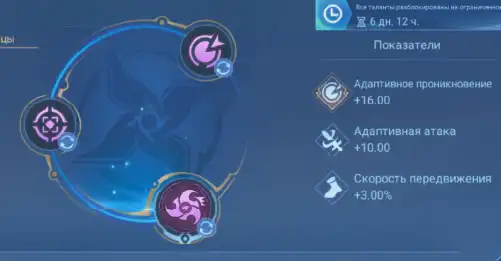 Все таланты разблокированы на ограниченное
6 дн. 12 ч.
цы
Показатели
Адаптивное проникновение
+16.00
Адаптивная атака
+10.00
Скорость передвижения
+3.00%